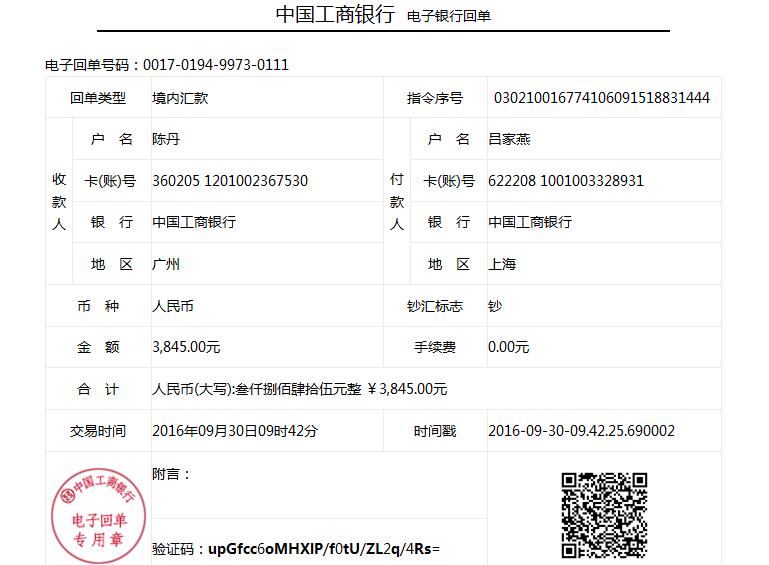 中国工商银行 电子银行回单
电子回单号码：0017-0194-9973-0111
回单类型 境内汇款 指令序号 030210016774106091518831444
收款人 户 名 陈丹 付款人 户 名 吕家燕
卡(账)号 360205 1201002367530 卡(账)号 622208 1001003328931
银 行 中国工商银行 银 行 中国工商银行
地 区 广州 地 区 上海
币 种 人民币 钞汇标志 钞
金 额 3,845.00元 手续费 0.00元
合 计 人民币(大写):叁仟捌佰肆拾伍元整 ￥3,845.00元
交易时间 2016年09月30日09时42分 时间戳 2016-09-30-09.42.25.690002
中国工商银行
电子回单
专用章
附言：
验证码：upGfcc6oMHXIP/f0tU/ZL2q/4Rs=